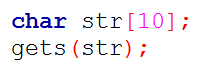 char str[10];
gets(str);